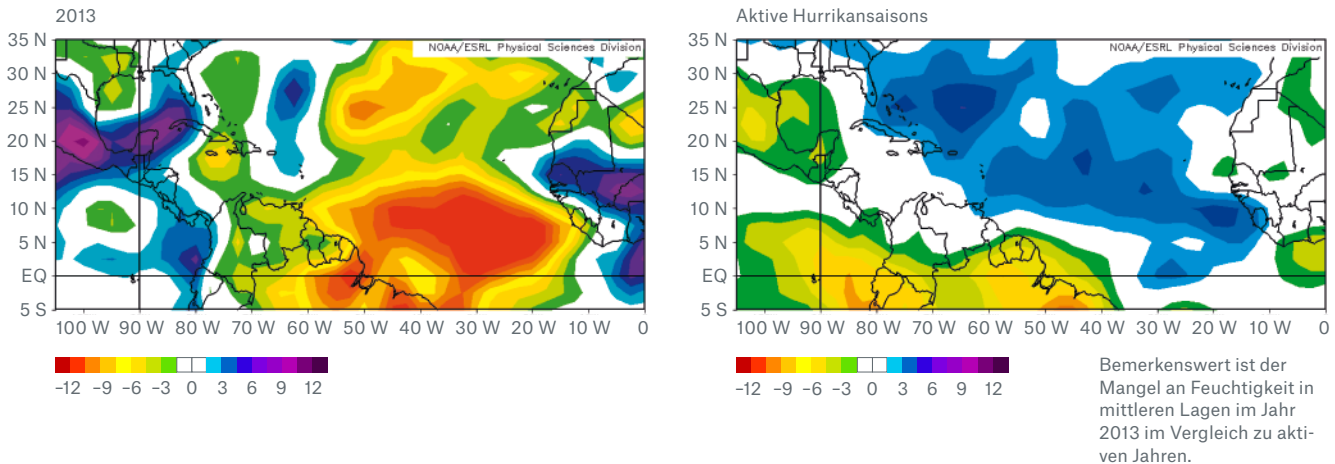 2013
NOAA/ESRL Physical Sciences Division
35 N
30 N
25 N
20 N
15 N
10 N
5 N
EQ
5 S
100 W 90 W 80 W 70 W 60 W 50 W 40 W 30 W 20 W 10 W 0
-12 -9 -6 -3 0 3 6 9 12
Aktive Hurrikansaisons
NOAA/ESRL Physical Sciences Division
35 N
30 N
25 N
20 N
15 N
10 N
5 N
EQ
5 S
100 W 90 W 80 W 70 W 60 W 50 W 40 W 30 W 20 W 10 W 0
-12 -9 -6 -3 0 3 6 9 12
Bemerkenswert ist der
Mangel an Feuchtigkeit in
mittleren Lagen im Jahr
2013 im Vergleich zu akti-
ven Jahren.